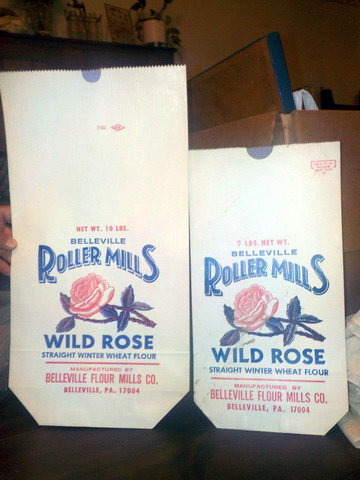 740
NET WT. 10 LBS.
BELLEVILLE
ROLLER MILLS
WILD ROSE
STRAIGHT WINTER WHEAT FLOUR
MANUFACTURED BY
BELLEVILLE FLOUR MILLS CO.
BELLEVILLE, PA. 17004
5 LBS. NET WT.
BELLEVILLE
ROLLER MILLS
WILD ROSE
STRAIGHT WINTER WHEAT FLOUR
MANUFACTURED BY
BELLEVILLE FLOUR MILLS CO.
BELLEVILLE, PA. 17004